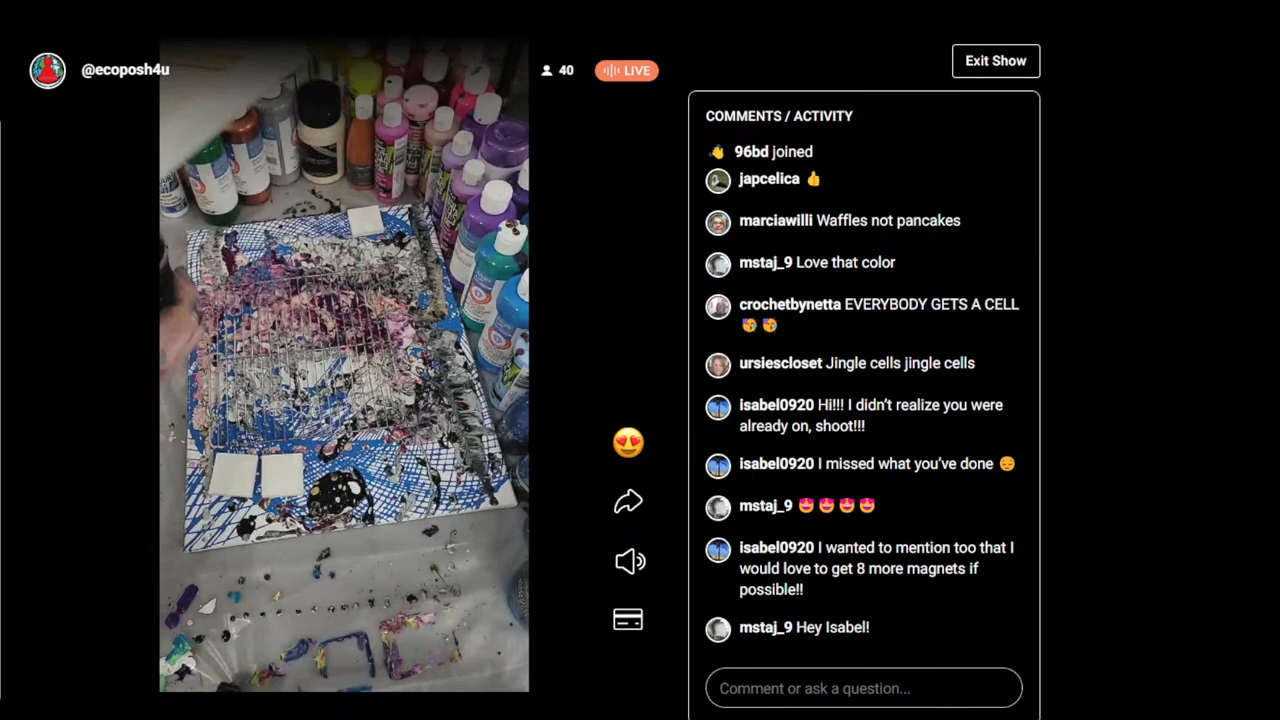 @ecoposh4u
40
LIVE
Exit Show
COMMENTS / ACTIVITY
96bd joined
japcelica 👍
marciawilli Waffles not pancakes
mstaj_9 Love that color
crochetbynetta EVERYBODY GETS A CELL
🥳 🥳
ursiescloset Jingle cells jingle cells
isabel0920 Hi!!! I didn’t realize you were
already on, shoot!!!
isabel0920 I missed what you’ve done 😔
mstaj_9 🤩 🤩 🤩 🤩
isabel0920 I wanted to mention too that I
would love to get 8 more magnets if
possible!!
mstaj_9 Hey Isabel!
Comment or ask a question...